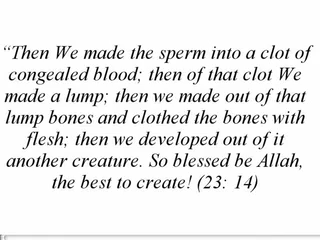 “Then We made the sperm into a clot of
congealed blood; then of that clot We
made a lump; then we made out of that
lump bones and clothed the bones with
flesh; then we developed out of it
another creature. So blessed be Allah,
the best to create! (23: 14)